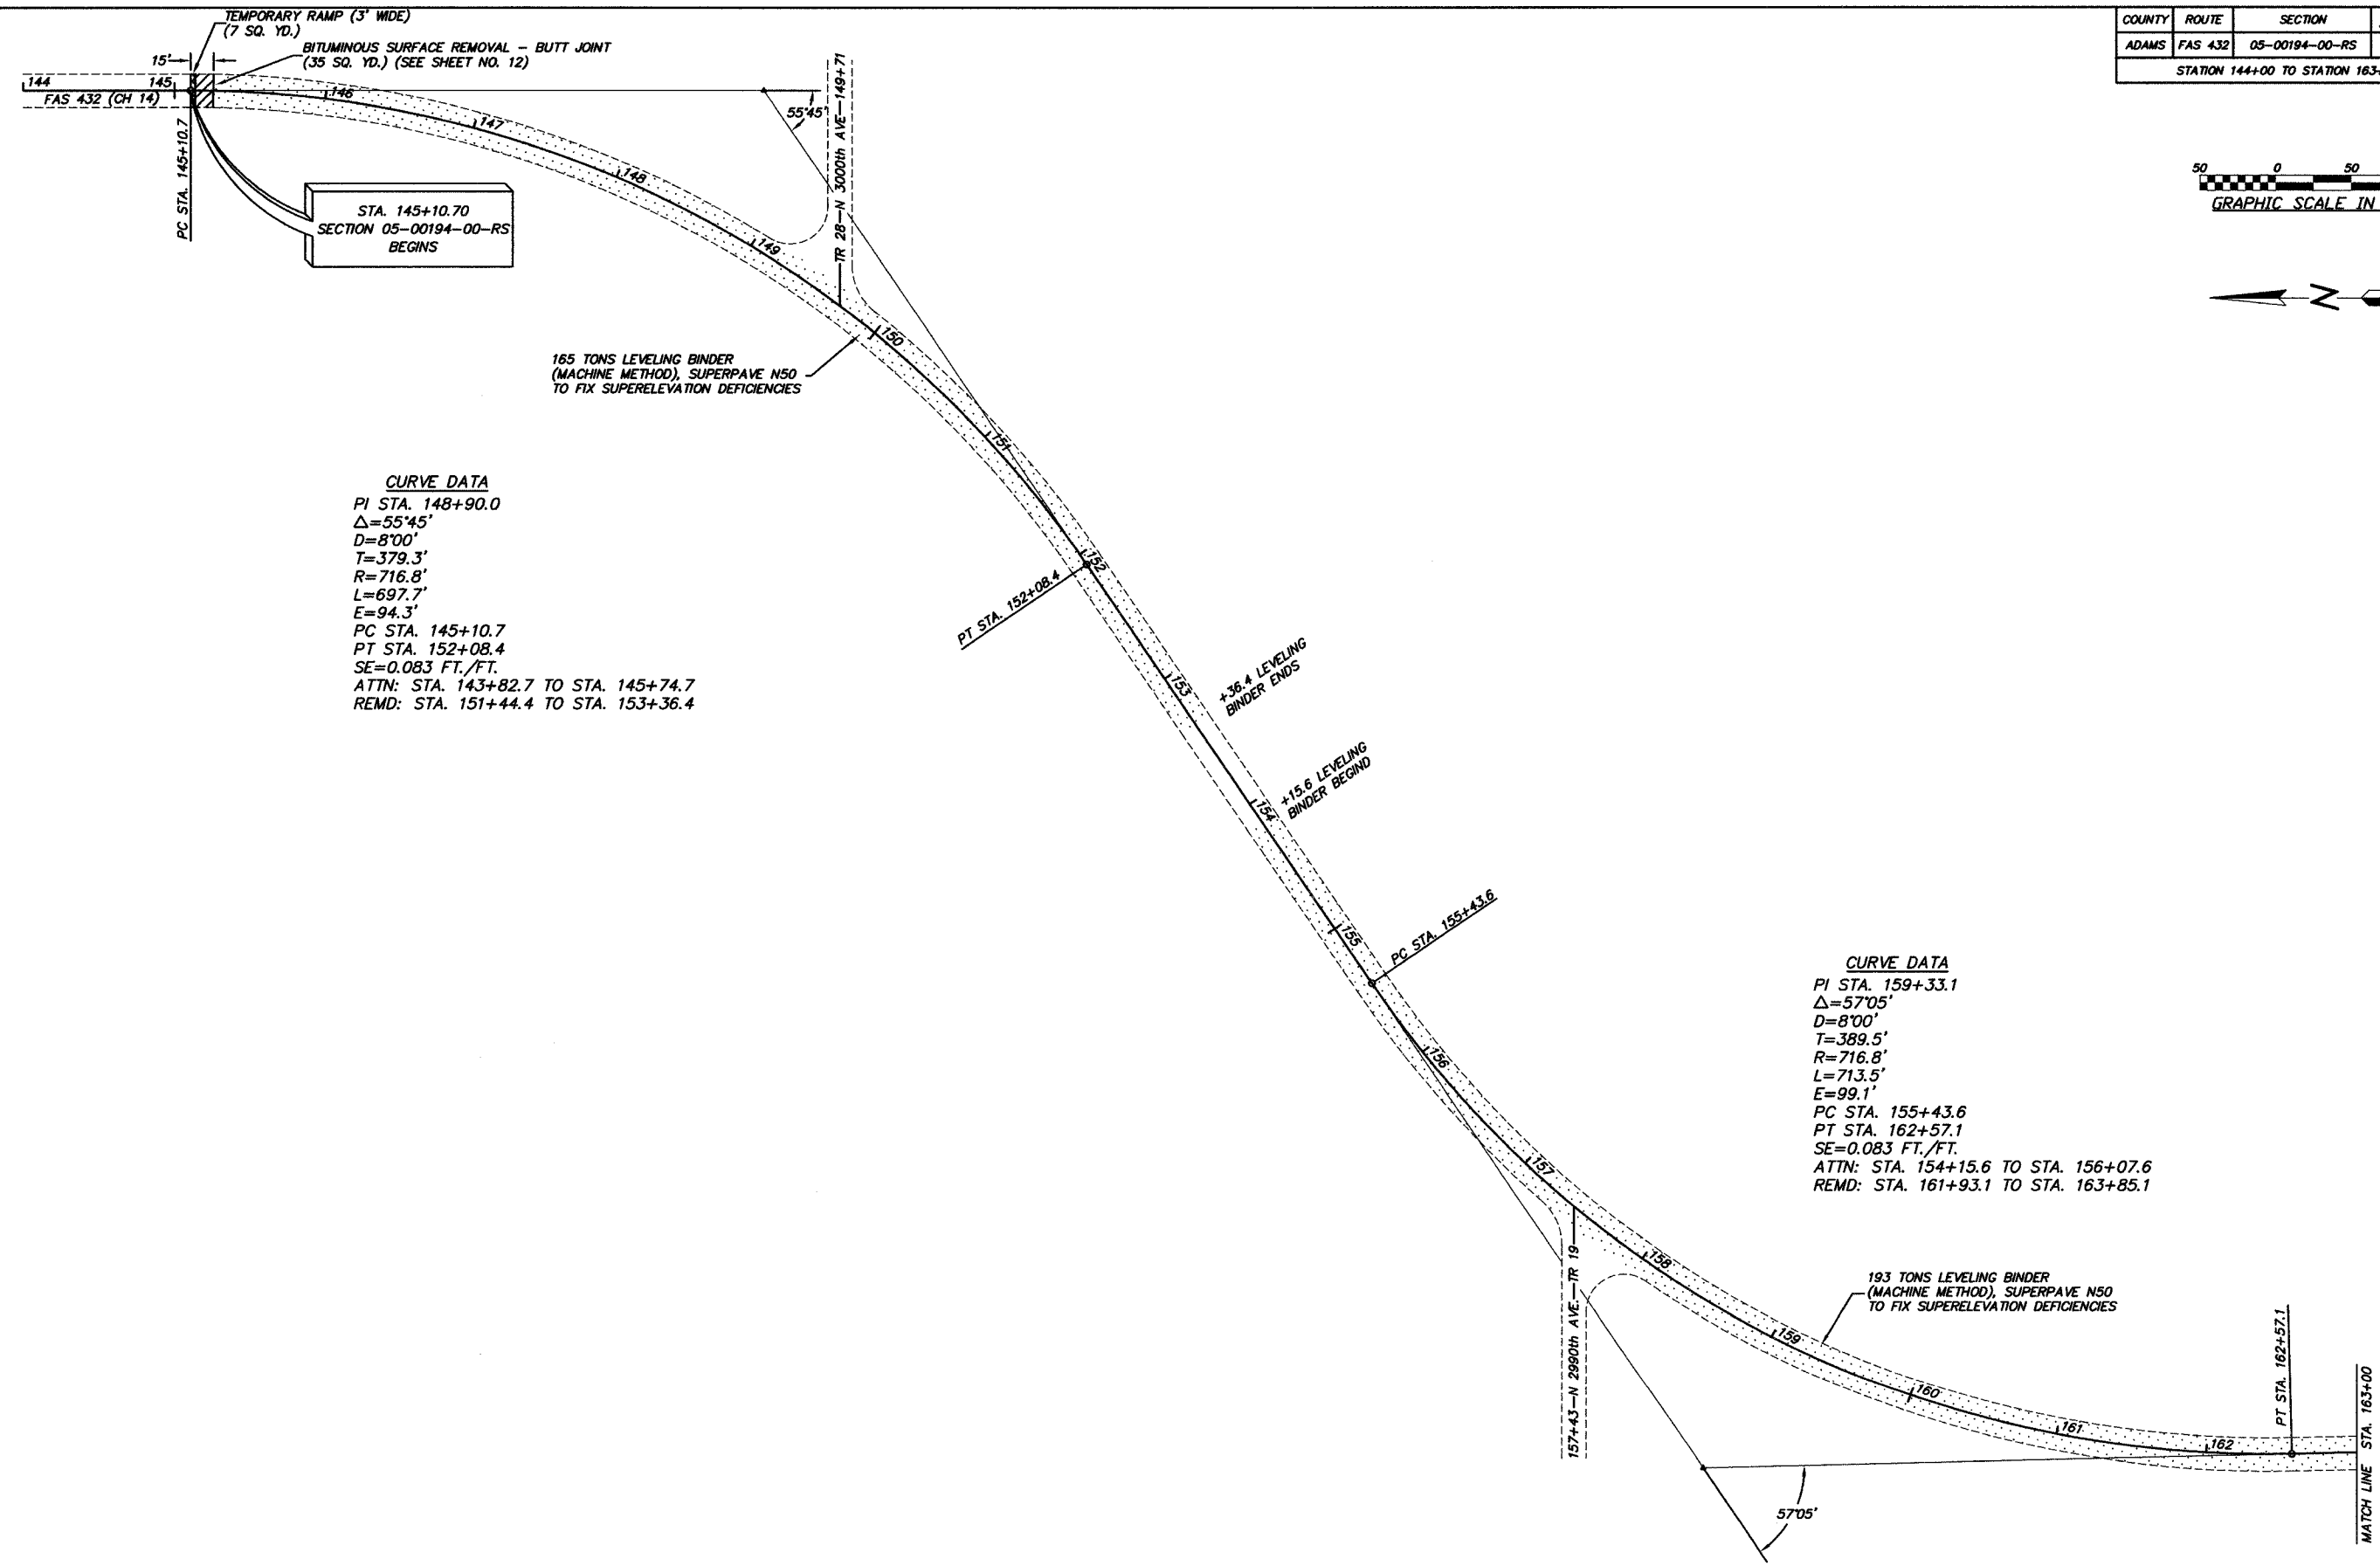 TEMPORARY RAMP (3' WIDE)
(7 SQ. YD.)
BITUMINOUS SURFACE REMOVAL – BUTT JOINT
(35 SQ. YD.) (SEE SHEET NO. 12)
15'
144
145
FAS 432 (CH 14)
PC STA. 145+10.7
STA. 145+10.70
SECTION 05-00194-00-RS
BEGINS
146
147
148
149
55°45'
TR 28-N 3000th AVE-149+71
COUNTY ROUTE SECTION
ADAMS FAS 432 05-00194-00-RS
STATION 144+00 TO STATION 163+
50 0 50
GRAPHIC SCALE IN
N
150
165 TONS LEVELING BINDER
(MACHINE METHOD), SUPERPAVE N50
TO FIX SUPERELEVATION DEFICIENCIES
151
CURVE DATA
PI STA. 148+90.0
Δ=55°45'
D=8°00'
T=379.3'
R=716.8'
L=697.7'
E=94.3'
PC STA. 145+10.7
PT STA. 152+08.4
SE=0.083 FT./FT.
ATTN: STA. 143+82.7 TO STA. 145+74.7
REMD: STA. 151+44.4 TO STA. 153+36.4
152
PT STA. 152+08.4
153
+36.4 LEVELING
BINDER ENDS
154
+15.6 LEVELING
BINDER BEGIND
155
PC STA. 155+43.6
156
157
CURVE DATA
PI STA. 159+33.1
Δ=57°05'
D=8°00'
T=389.5'
R=716.8'
L=713.5'
E=99.1'
PC STA. 155+43.6
PT STA. 162+57.1
SE=0.083 FT./FT.
ATTN: STA. 154+15.6 TO STA. 156+07.6
REMD: STA. 161+93.1 TO STA. 163+85.1
157+43-N 2990th AVE.-TR 19
158
159
193 TONS LEVELING BINDER
(MACHINE METHOD), SUPERPAVE N50
TO FIX SUPERELEVATION DEFICIENCIES
160
161
162
PT STA. 162+57.1
MATCH LINE STA. 163+00
57°05'